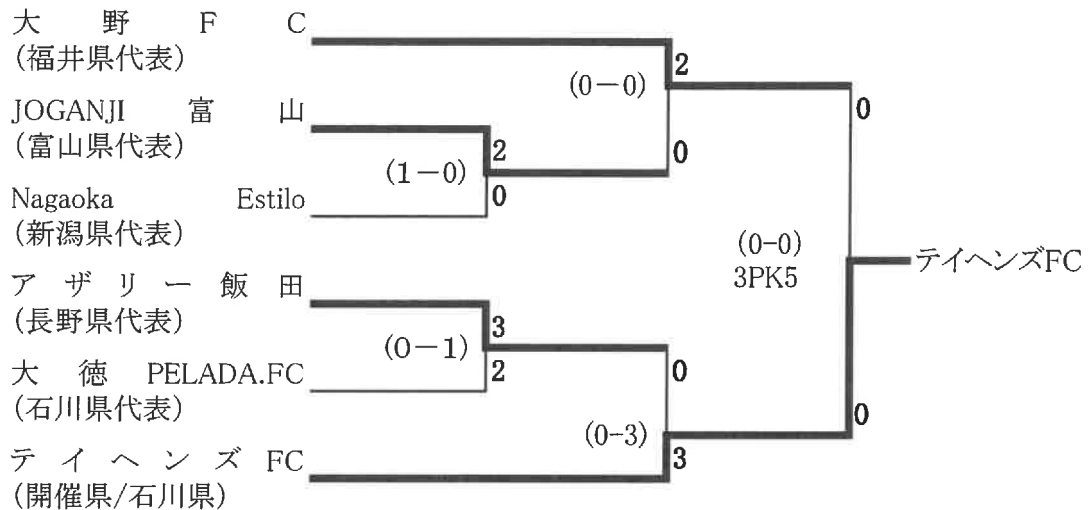 大野FC
(福井県代表)
2
(0-0)
0
JOGANJI 富山
(富山県代表)
2
0
(1-0)
0
Nagaoka Estilo
(新潟県代表)
(0-0)
3PK5
テイヘンズFC
アザリー飯田
(長野県代表)
3
(0-1)
2
0
大徳 PELADA.FC
(石川県代表)
0
(0-3)
3
テイヘンズFC
(開催県/石川県)